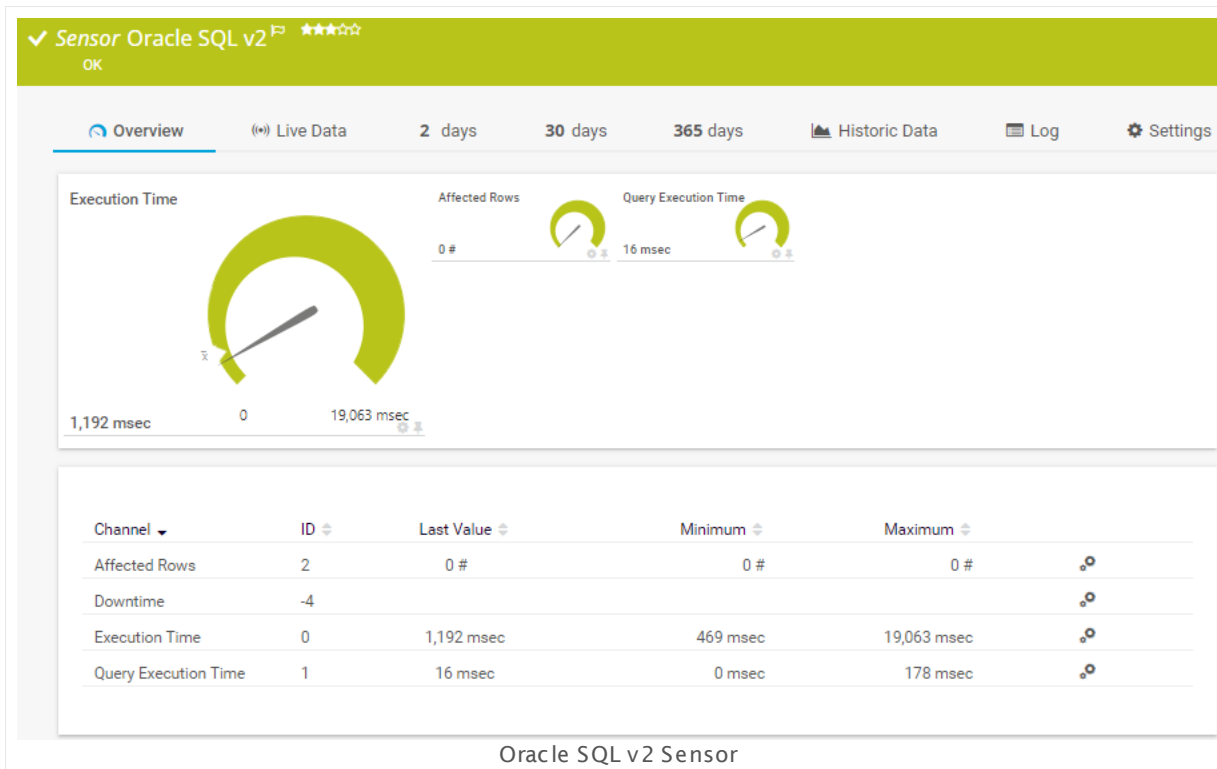 Sensor Oracle SQL v2
OK
Overview Live Data 2 days 30 days 365 days Historic Data Log Settings
Execution Time
x̄
0
19,063 msec
1,192 msec
Affected Rows
0 #
Query Execution Time
16 msec
Channel ID Last Value Minimum Maximum
Affected Rows 2 0 # 0 # 0 #
Downtime -4
Execution Time 0 1,192 msec 469 msec 19,063 msec
Query Execution Time 1 16 msec 0 msec 178 msec
Oracle SQL v2 Sensor